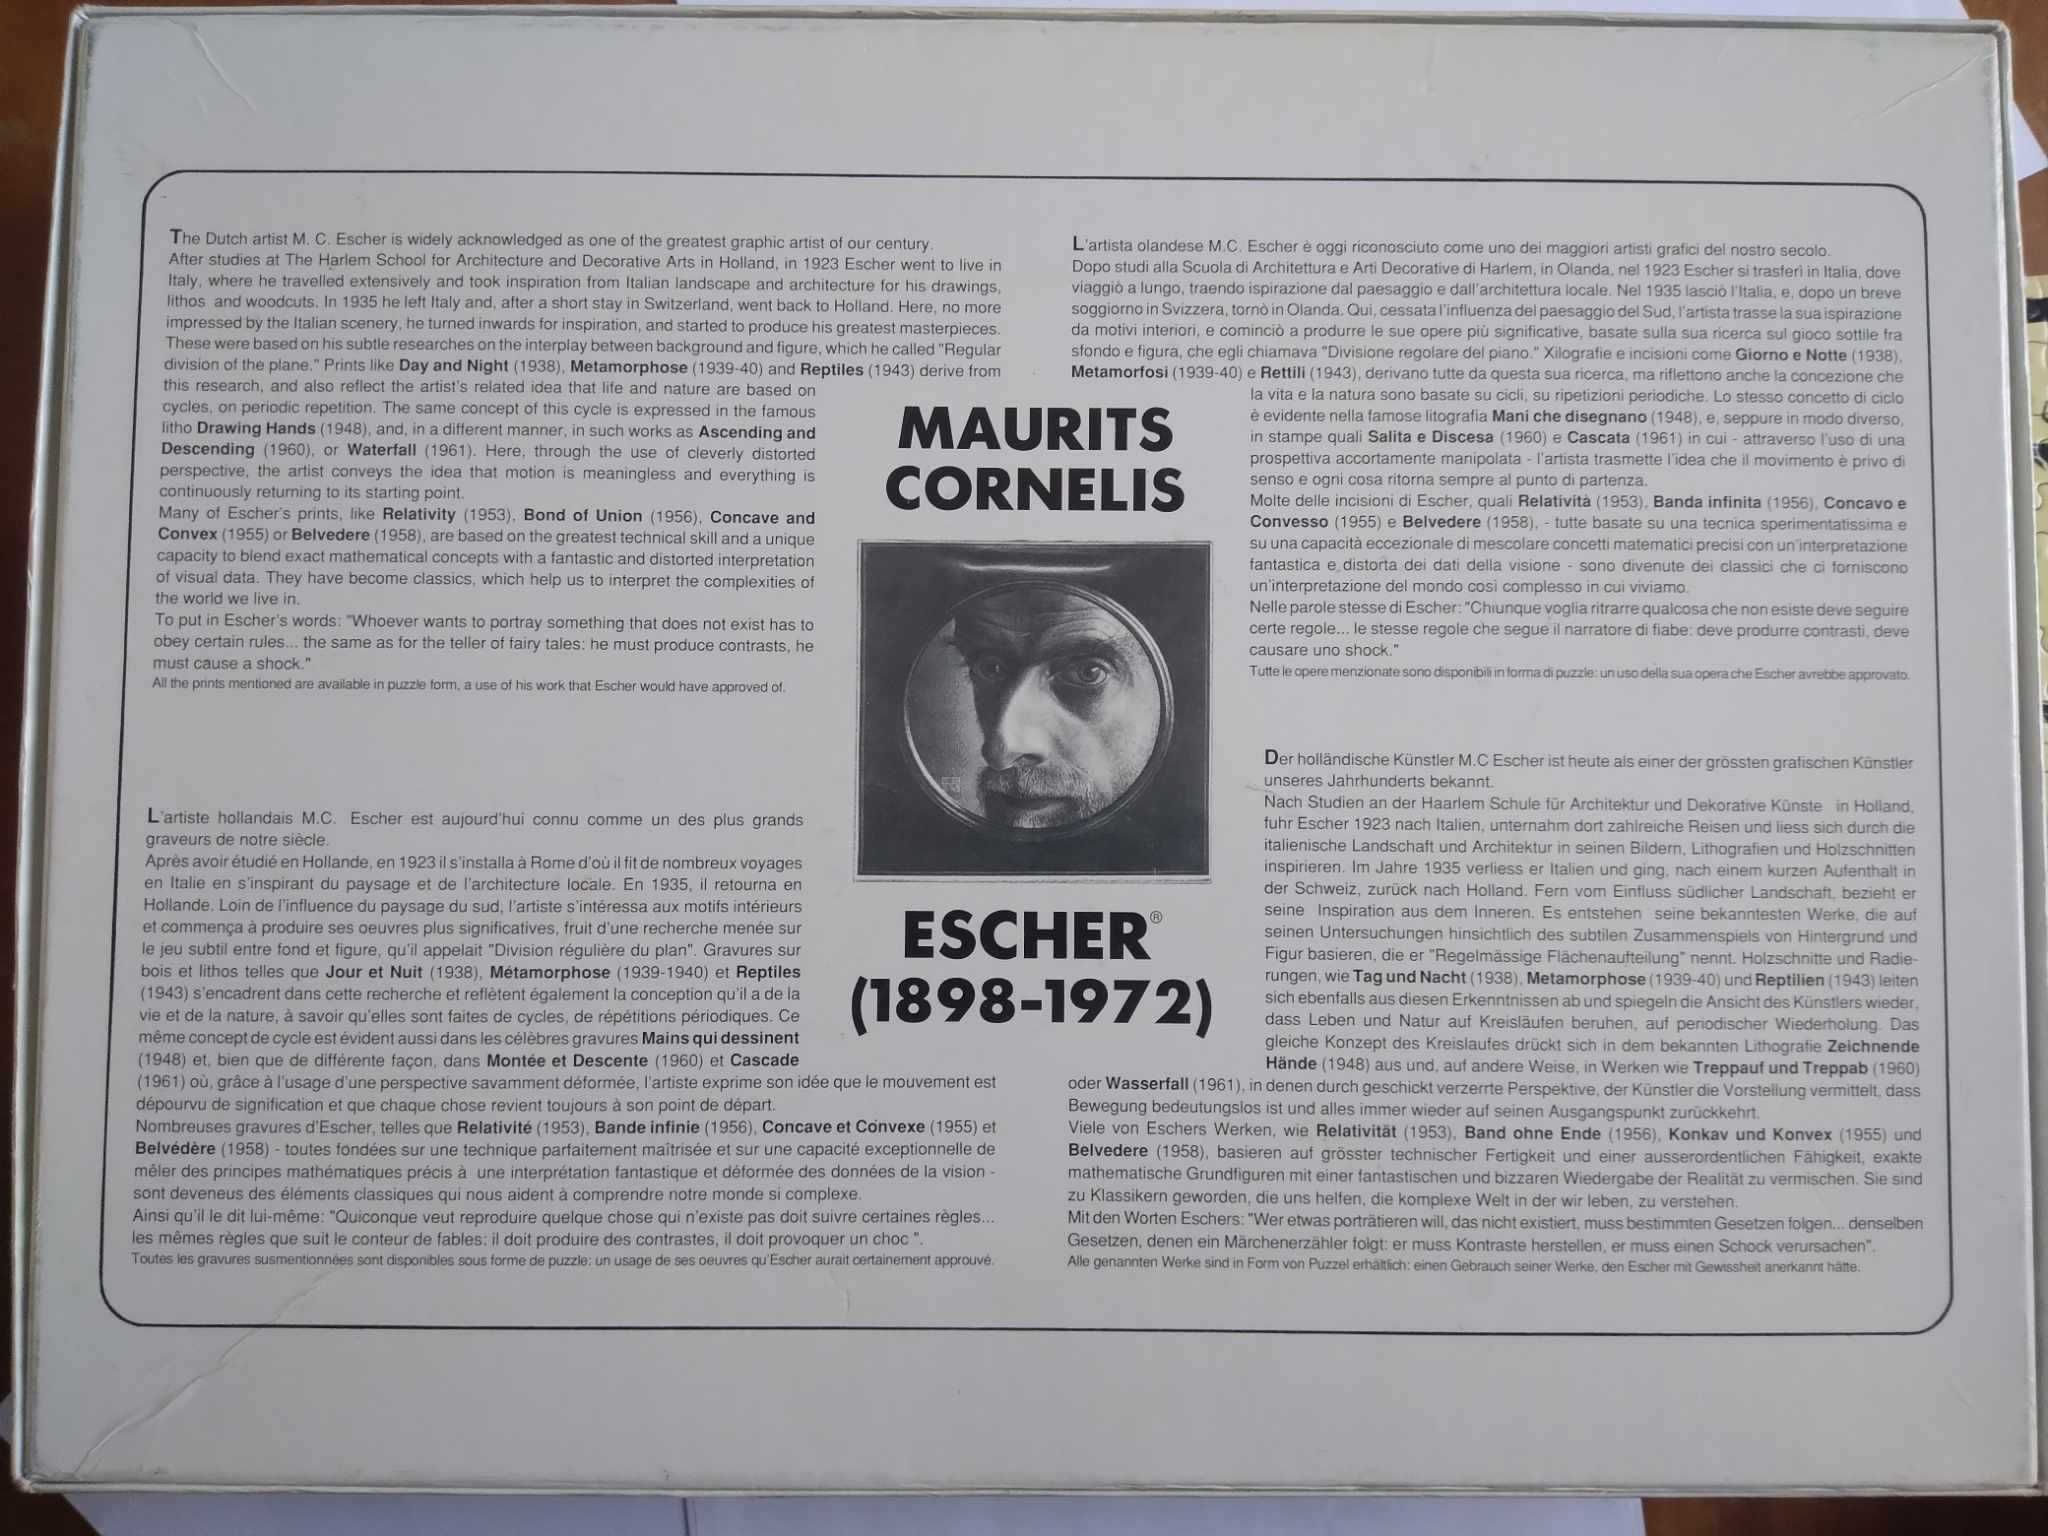 The Dutch artist M. C. Escher is widely acknowledged as one of the greatest graphic artist of our century.
After studies at The Harlem School for Architecture and Decorative Arts in Holland, in 1923 Escher went to live in
Italy, where he travelled extensively and took inspiration from Italian landscape and architecture for his drawings,
lithos and woodcuts. In 1935 he left Italy and, after a short stay in Switzerland, went back to Holland. Here, no more
impressed by the Italian scenery, he turned inwards for inspiration, and started to produce his greatest masterpieces.
These were based on his subtle researches on the interplay between background and figure, which he called "Regular
division of the plane." Prints like Day and Night (1938), Metamorphose (1939-40) and Reptiles (1943) derive from
this research, and also reflect the artist's related idea that life and nature are based on
cycles, on periodic repetition. The same concept of this cycle is expressed in the famous
litho Drawing Hands (1948), and, in a different manner, in such works as Ascending and
Descending (1960), or Waterfall (1961). Here, through the use of cleverly distorted
perspective, the artist conveys the idea that motion is meaningless and everything is
continuously returning to its starting point.
Many of Escher's prints, like Relativity (1953), Bond of Union (1956), Concave and
Convex (1955) or Belvedere (1958), are based on the greatest technical skill and a unique
capacity to blend exact mathematical concepts with a fantastic and distorted interpretation
of visual data. They have become classics, which help us to interpret the complexities of
the world we live in.
To put in Escher's words: "Whoever wants to portray something that does not exist has to
obey certain rules... the same as for the teller of fairy tales: he must produce contrasts, he
must cause a shock."
All the prints mentioned are available in puzzle form, a use of his work that Escher would have approved of.
L'artista olandese M.C. Escher è oggi riconosciuto come uno dei maggiori artisti grafici del nostro secolo.
Dopo studi alla Scuola di Architettura e Arti Decorative di Harlem, in Olanda, nel 1923 Escher si trasferì in Italia, dove
viaggiò a lungo, traendo ispirazione dal paesaggio e dall'architettura locale. Nel 1935 lasciò l'Italia, e, dopo un breve
soggiorno in Svizzera, tornò in Olanda. Qui, cessata l'influenza del paesaggio del Sud, l'artista trasse la sua ispirazione
da motivi interiori, e cominciò a produrre le sue opere più significative, basate sulla sua ricerca sul gioco sottile fra
sfondo e figura, che egli chiamava "Divisione regolare del piano." Xilografie e incisioni come Giorno e Notte (1938),
Metamorfosi (1939-40) e Rettili (1943), derivano tutte da questa sua ricerca, ma riflettono anche la concezione che
la vita e la natura sono basate su cicli, su ripetizioni periodiche. Lo stesso concetto di ciclo
è evidente nella famose litografia Mani che disegnano (1948), e, seppure in modo diverso,
in stampe quali Salita e Discesa (1960) e Cascata (1961) in cui - attraverso l'uso di una
prospettiva accortamente manipolata - l'artista trasmette l'idea che il movimento è privo di
senso e ogni cosa ritorna sempre al punto di partenza.
Molte delle incisioni di Escher, quali Relatività (1953), Banda infinita (1956), Concavo e
Convesso (1955) e Belvedere (1958), - tutte basate su una tecnica sperimentatissima e
su una capacità eccezionale di mescolare concetti matematici precisi con un'interpretazione
fantastica e distorta dei dati della visione - sono divenute dei classici che ci forniscono
un'interpretazione del mondo così complesso in cui viviamo.
Nelle parole stesse di Escher: "Chiunque voglia ritrarre qualcosa che non esiste deve seguire
certe regole... le stesse regole che segue il narratore di fiabe: deve produrre contrasti, deve
causare uno shock."
Tutte le opere menzionate sono disponibili in forma di puzzle: un uso della sua opera che Escher avrebbe approvato.
MAURITS
CORNELIS
ESCHER®
(1898-1972)
L'artiste hollandais M.C. Escher est aujourd'hui connu comme un des plus grands
graveurs de notre siècle.
Après avoir étudié en Hollande, en 1923 il s'installa à Rome d'où il fit de nombreux voyages
en Italie en s'inspirant du paysage et de l'architecture locale. En 1935, il retourna en
Hollande. Loin de l'influence du paysage du sud, l'artiste s'intéressa aux motifs intérieurs
et commença à produire ses oeuvres plus significatives, fruit d'une recherche menée sur
le jeu subtil entre fond et figure, qu'il appelait "Division régulière du plan". Gravures sur
bois et lithos telles que Jour et Nuit (1938), Métamorphose (1939-1940) et Reptiles
(1943) s'encadrent dans cette recherche et reflètent également la conception qu'il a de la
vie et de la nature, à savoir qu'elles sont faites de cycles, de répétitions périodiques. Ce
même concept de cycle est évident aussi dans les célèbres gravures Mains qui dessinent
(1948) et, bien que de différente façon, dans Montée et Descente (1960) et Cascade
(1961) où, grâce à l'usage d'une perspective savamment déformée, l'artiste exprime son idée que le mouvement est
dépourvu de signification et que chaque chose revient toujours à son point de départ.
Nombreuses gravures d'Escher, telles que Relativité (1953), Bande infinie (1956), Concave et Convexe (1955) et
Belvédère (1958) - toutes fondées sur une technique parfaitement maîtrisée et sur une capacité exceptionnelle de
mêler des principes mathématiques précis à une interprétation fantastique et déformée des données de la vision -
sont deveneus des éléments classiques qui nous aident à comprendre notre monde si complexe.
Ainsi qu'il le dit lui-même: "Quiconque veut reproduire quelque chose qui n'existe pas doit suivre certaines règles...
les mêmes règles que suit le conteur de fables: il doit produire des contrastes, il doit provoquer un choc ".
Toutes les gravures susmentionnées sont disponibles sous forme de puzzle: un usage de ses oeuvres qu'Escher aurait certainement approuvé.
Der holländische Künstler M.C Escher ist heute als einer der grössten grafischen Künstler
unseres Jahrhunderts bekannt.
Nach Studien an der Haarlem Schule für Architektur und Dekorative Künste in Holland,
fuhr Escher 1923 nach Italien, unternahm dort zahlreiche Reisen und liess sich durch die
italienische Landschaft und Architektur in seinen Bildern, Lithografien und Holzschnitten
inspirieren. Im Jahre 1935 verliess er Italien und ging, nach einem kurzen Aufenthalt in
der Schweiz, zurück nach Holland. Fern vom Einfluss südlicher Landschaft, bezieht er
seine Inspiration aus dem Inneren. Es entstehen seine bekanntesten Werke, die auf
seinen Untersuchungen hinsichtlich des subtilen Zusammenspiels von Hintergrund und
Figur basieren, die er "Regelmässige Flächenaufteilung" nennt. Holzschnitte und Radie-
rungen, wie Tag und Nacht (1938), Metamorphose (1939-40) und Reptilien (1943) leiten
sich ebenfalls aus diesen Erkenntnissen ab und spiegeln die Ansicht des Künstlers wieder,
dass Leben und Natur auf Kreisläufen beruhen, auf periodischer Wiederholung. Das
gleiche Konzept des Kreislaufes drückt sich in dem bekannten Lithografie Zeichnende
Hände (1948) aus und, auf andere Weise, in Werken wie Treppauf und Treppab (1960)
oder Wasserfall (1961), in denen durch geschickt verzerrte Perspektive, der Künstler die Vorstellung vermittelt, dass
Bewegung bedeutungslos ist und alles immer wieder auf seinen Ausgangspunkt zurückkehrt.
Viele von Eschers Werken, wie Relativität (1953), Band ohne Ende (1956), Konkav und Konvex (1955) und
Belvedere (1958), basieren auf grösster technischer Fertigkeit und einer ausserordentlichen Fähigkeit, exakte
mathematische Grundfiguren mit einer fantastischen und bizzaren Wiedergabe der Realität zu vermischen. Sie sind
zu Klassikern geworden, die uns helfen, die komplexe Welt in der wir leben, zu verstehen.
Mit den Worten Eschers: "Wer etwas porträtieren will, das nicht existiert, muss bestimmten Gesetzen folgen... denselben
Gesetzen, denen ein Märchenerzähler folgt: er muss Kontraste herstellen, er muss einen Schock verursachen".
Alle genannten Werke sind in Form von Puzzel erhältlich: einen Gebrauch seiner Werke, den Escher mit Gewissheit anerkannt hätte.